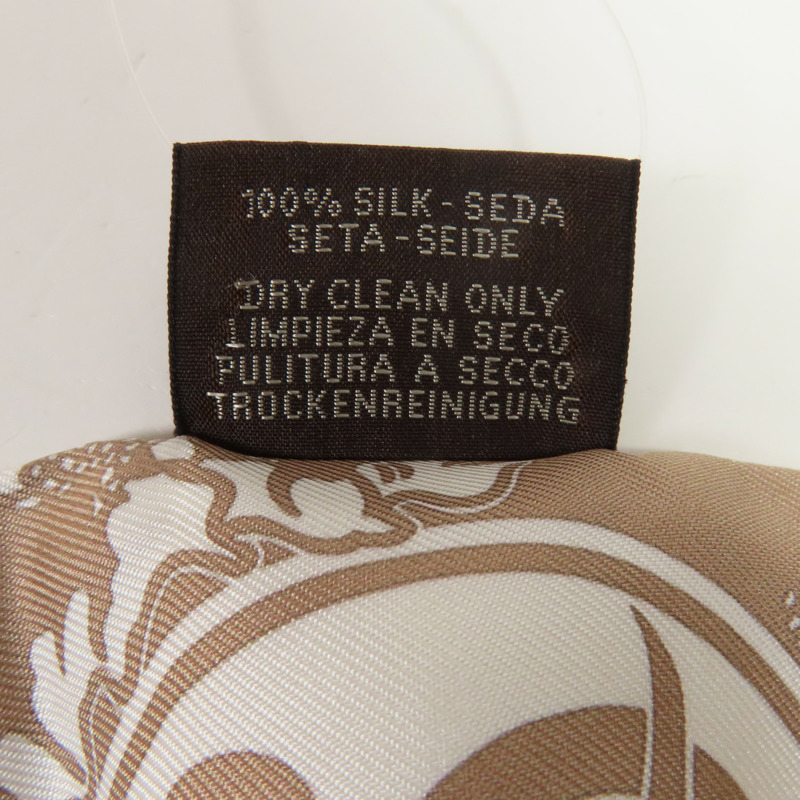 100% SILK - SEDA
SETA - SEIDE
DRY CLEAN ONLY
LIMPIEZA EN SECO
PULITURA A SECCO
TROCKENREINIGUNG